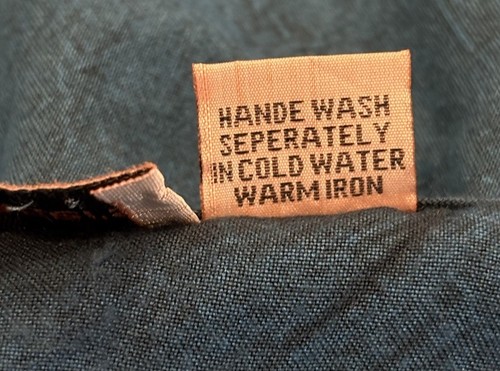 HANDE WASH
SEPERATELY
IN COLD WATER
WARM IRON